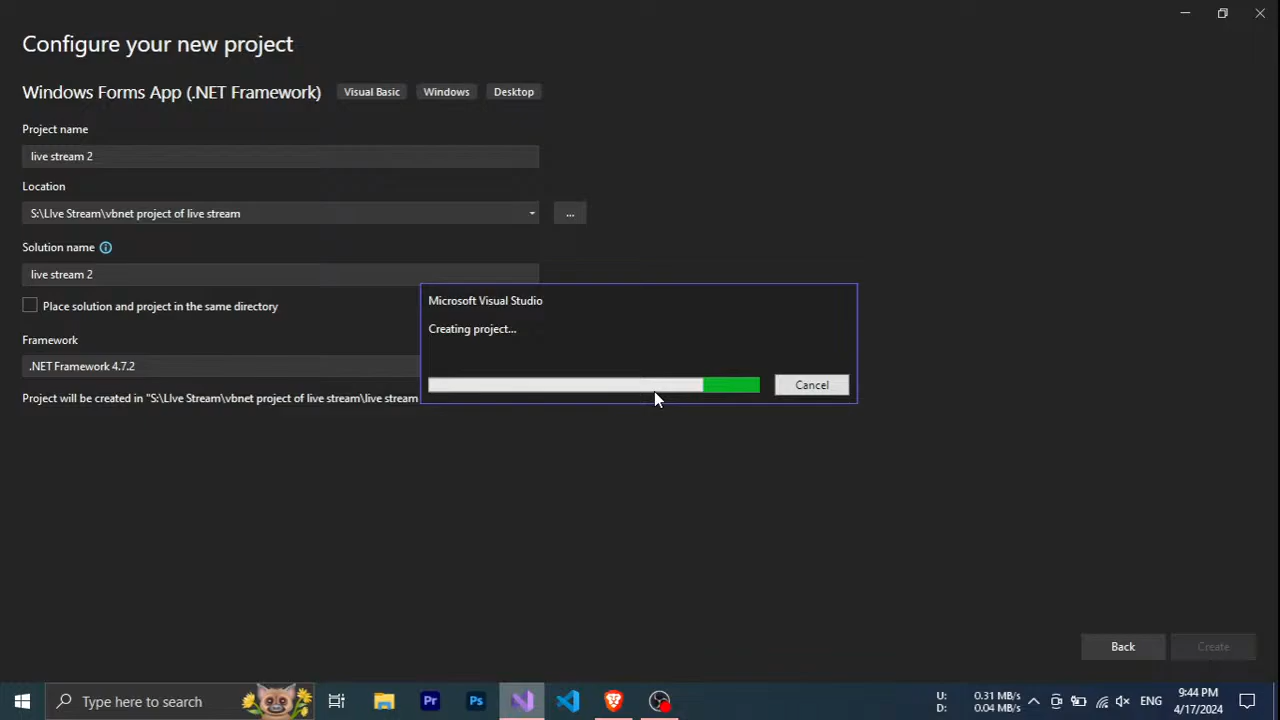 Configure your new project
Windows Forms App (.NET Framework) Visual Basic Windows Desktop
Project name
live stream 2
Location
S:\LIve Stream\vbnet project of live stream
...
Solution name
live stream 2
Place solution and project in the same directory
Framework
.NET Framework 4.7.2
Project will be created in "S:\LIve Stream\vbnet project of live stream\live stream
Microsoft Visual Studio
Creating project...
Cancel
Back Create
Type here to search
Pr
Ps
U: 0.31 MB/s
D: 0.04 MB/s
ENG
9:44 PM
4/17/2024